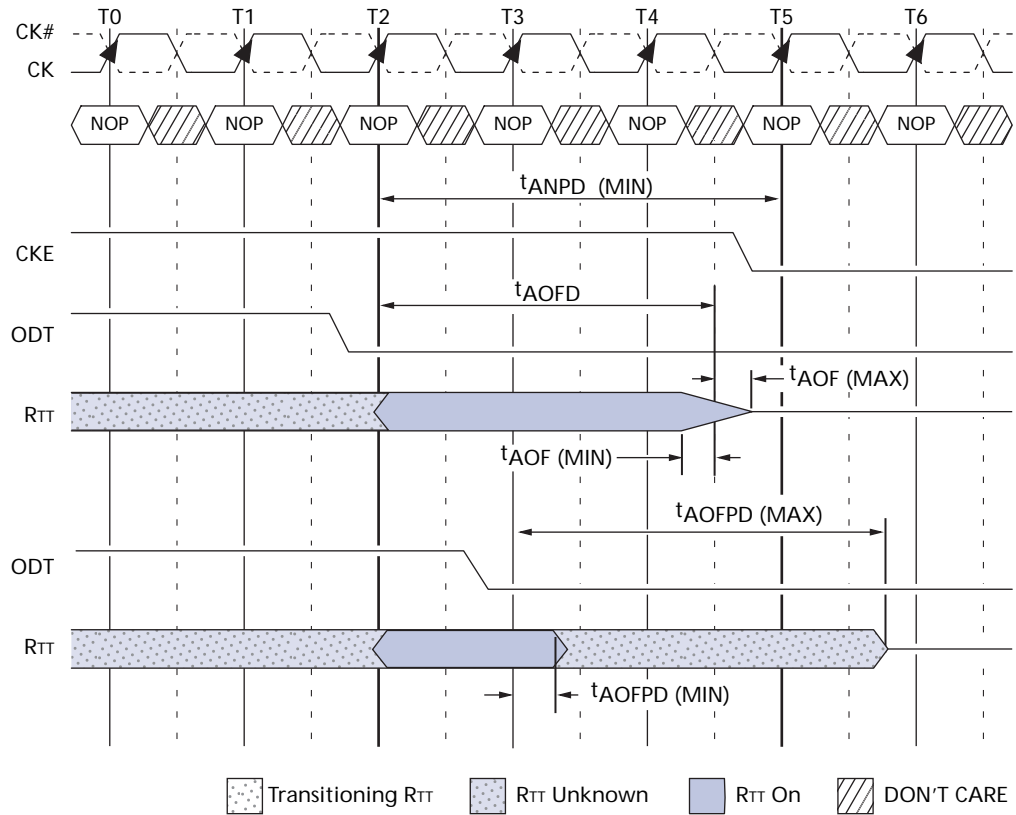 T0 T1 T2 T3 T4 T5 T6
CK#
CK
NOP NOP NOP NOP NOP NOP NOP
tANPD (MIN)
CKE
tAOFD
ODT
tAOF (MAX)
RTT
tAOF (MIN)
tAOFPD (MAX)
ODT
RTT
tAOFPD (MIN)
Transitioning RTT RTT Unknown RTT On DON'T CARE